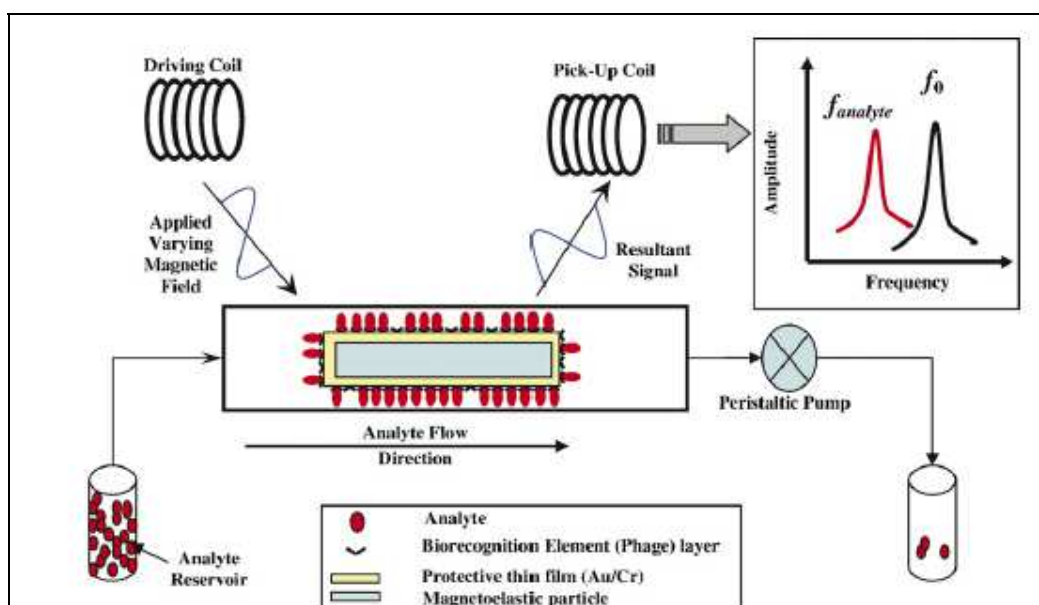 Driving Coil
Pick-Up Coil
f0
fanalyte
Amplitude
Frequency
Applied
Varying
Magnetic
Field
Resultant
Signal
Peristaltic Pump
Analyte Flow
Direction
Analyte
Reservoir
Analyte
Biorecognition Element (Phage) layer
Protective thin film (Au/Cr)
Magnetoelastic particle